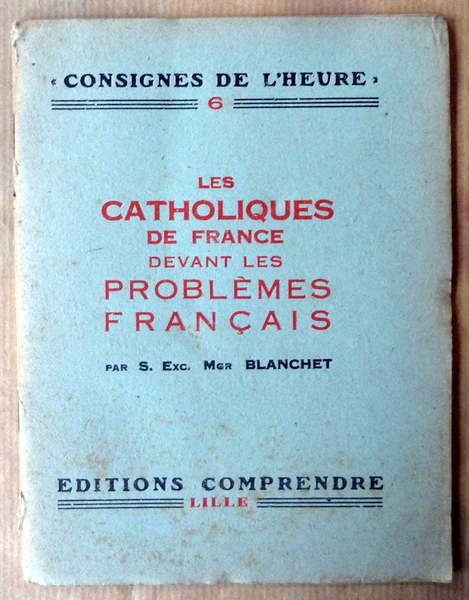 « CONSIGNES DE L'HEURE »
6
LES
CATHOLIQUES
DE FRANCE
DEVANT LES
PROBLÈMES
FRANÇAIS
PAR S. Exc. Mgr BLANCHET
EDITIONS COMPRENDRE
LILLE